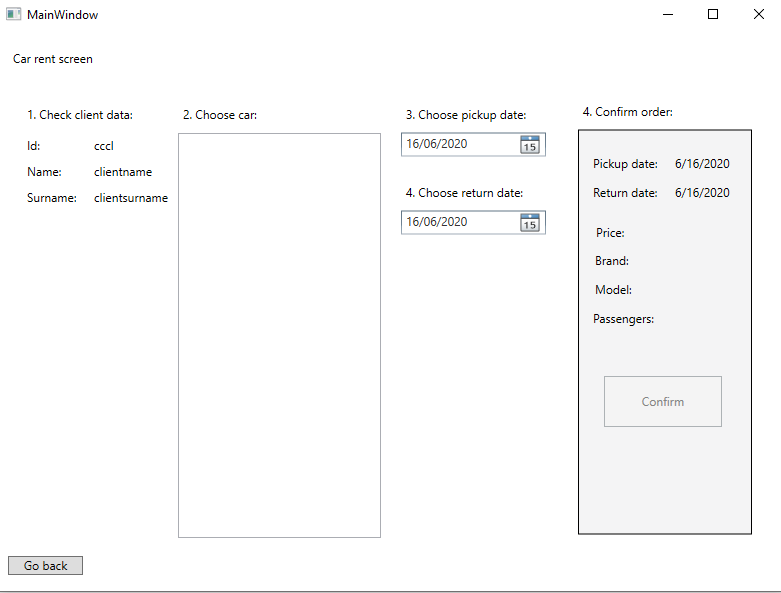 MainWindow
Car rent screen
1. Check client data:
Id: cccl
Name: clientname
Surname: clientsurname
2. Choose car:
3. Choose pickup date:
16/06/2020
15
4. Choose return date:
16/06/2020
15
4. Confirm order:
Pickup date: 6/16/2020
Return date: 6/16/2020
Price:
Brand:
Model:
Passengers:
Confirm
Go back